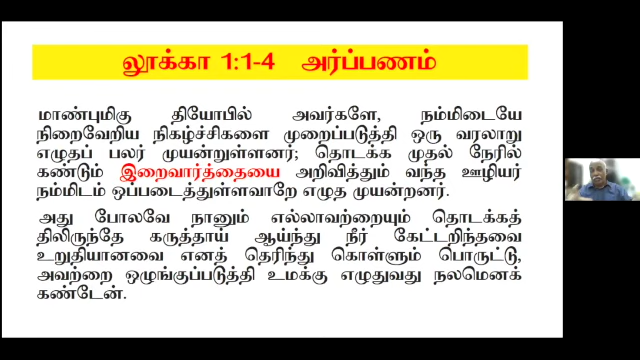 லூக்கா 1:1-4 அர்ப்பணம்
மாண்புமிகு தியோபில் அவர்களே, நம்மிடையே
நிறைவேறிய நிகழ்ச்சிகளை முறைப்படுத்தி ஒரு வரலாறு
எழுதப் பலர் முயன்றுள்ளனர்; தொடக்க முதல் நேரில்
கண்டும் இறைவார்த்தையை அறிவித்தும் வந்த ஊழியர்
நம்மிடம் ஒப்படைத்துள்ளவாறே எழுத முயன்றனர்.
அது போலவே நானும் எல்லாவற்றையும் தொடக்கத்
திலிருந்தே கருத்தாய் ஆய்ந்து நீர் கேட்டறிந்தவை
உறுதியானவை எனத் தெரிந்து கொள்ளும் பொருட்டு,
அவற்றை ஒழுங்குப்படுத்தி உமக்கு எழுதுவது நலமெனக்
கண்டேன்.